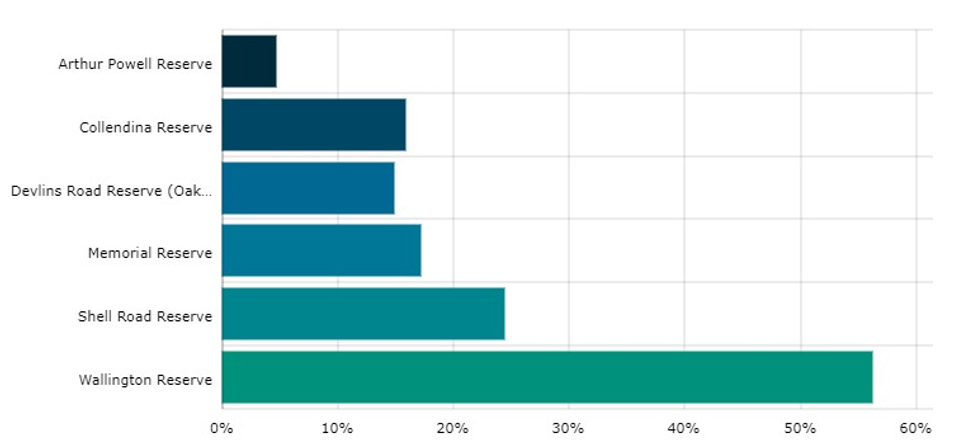 Arthur Powell Reserve
Collendina Reserve
Devlins Road Reserve (Oak...
Memorial Reserve
Shell Road Reserve
Wallington Reserve
0% 10% 20% 30% 40% 50% 60%